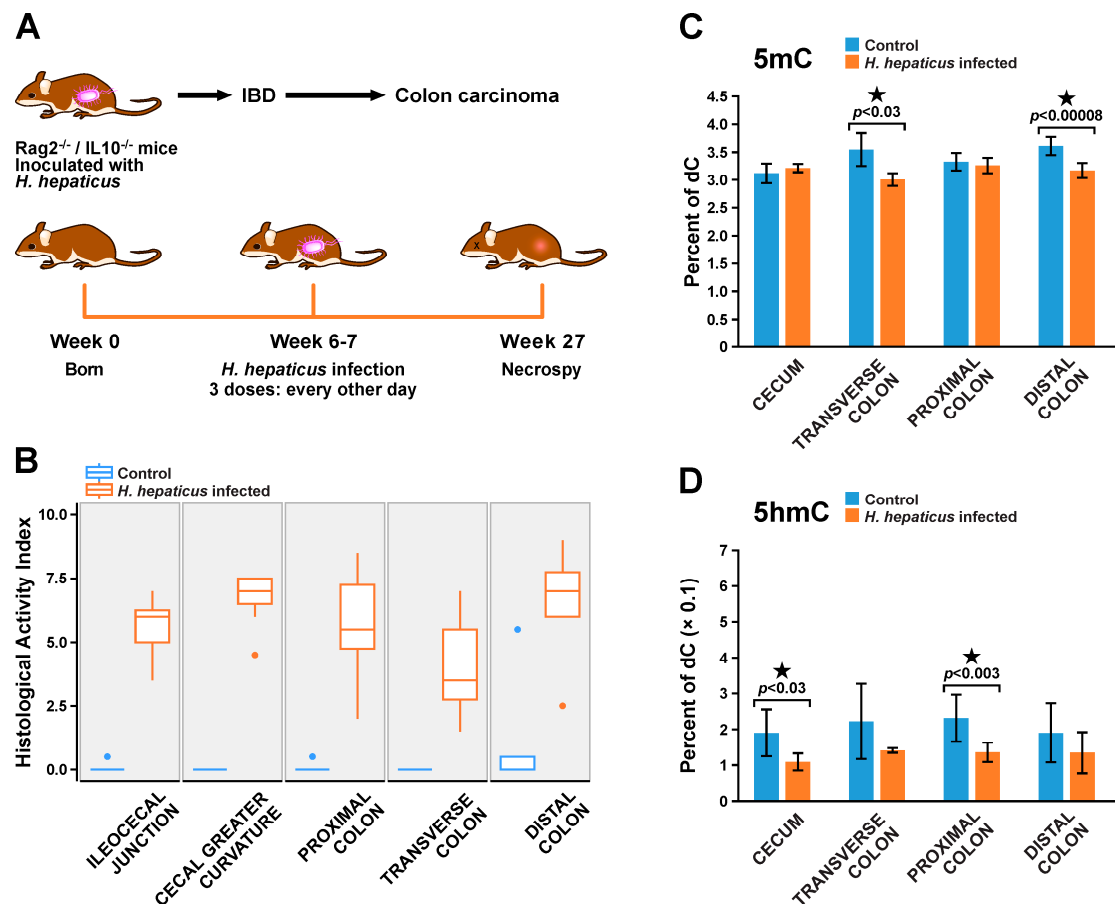 A
IBD
Colon carcinoma
Rag2-/- / IL10-/- mice
Inoculated with
H. hepaticus
x
Week 0
Born
Week 6-7
H. hepaticus infection
3 doses: every other day
Week 27
Necrospy
B
Control
H. hepaticus infected
Histological Activity Index
10.0
7.5
5.0
2.5
0.0
ILEOCECAL
JUNCTION
CECAL GREATER
CURVATURE
PROXIMAL
COLON
TRANSVERSE
COLON
DISTAL
COLON
C
5mC
Control
H. hepaticus infected
Percent of dC
4.5
4.0
3.5
3.0
2.5
2.0
1.5
1.0
0.5
0
★
p<0.03
★
p<0.00008
CECUM
TRANSVERSE
COLON
PROXIMAL
COLON
DISTAL
COLON
D
5hmC
Control
H. hepaticus infected
Percent of dC (× 0.1)
7
6
5
4
3
2
1
0
★
p<0.03
★
p<0.003
CECUM
TRANSVERSE
COLON
PROXIMAL
COLON
DISTAL
COLON